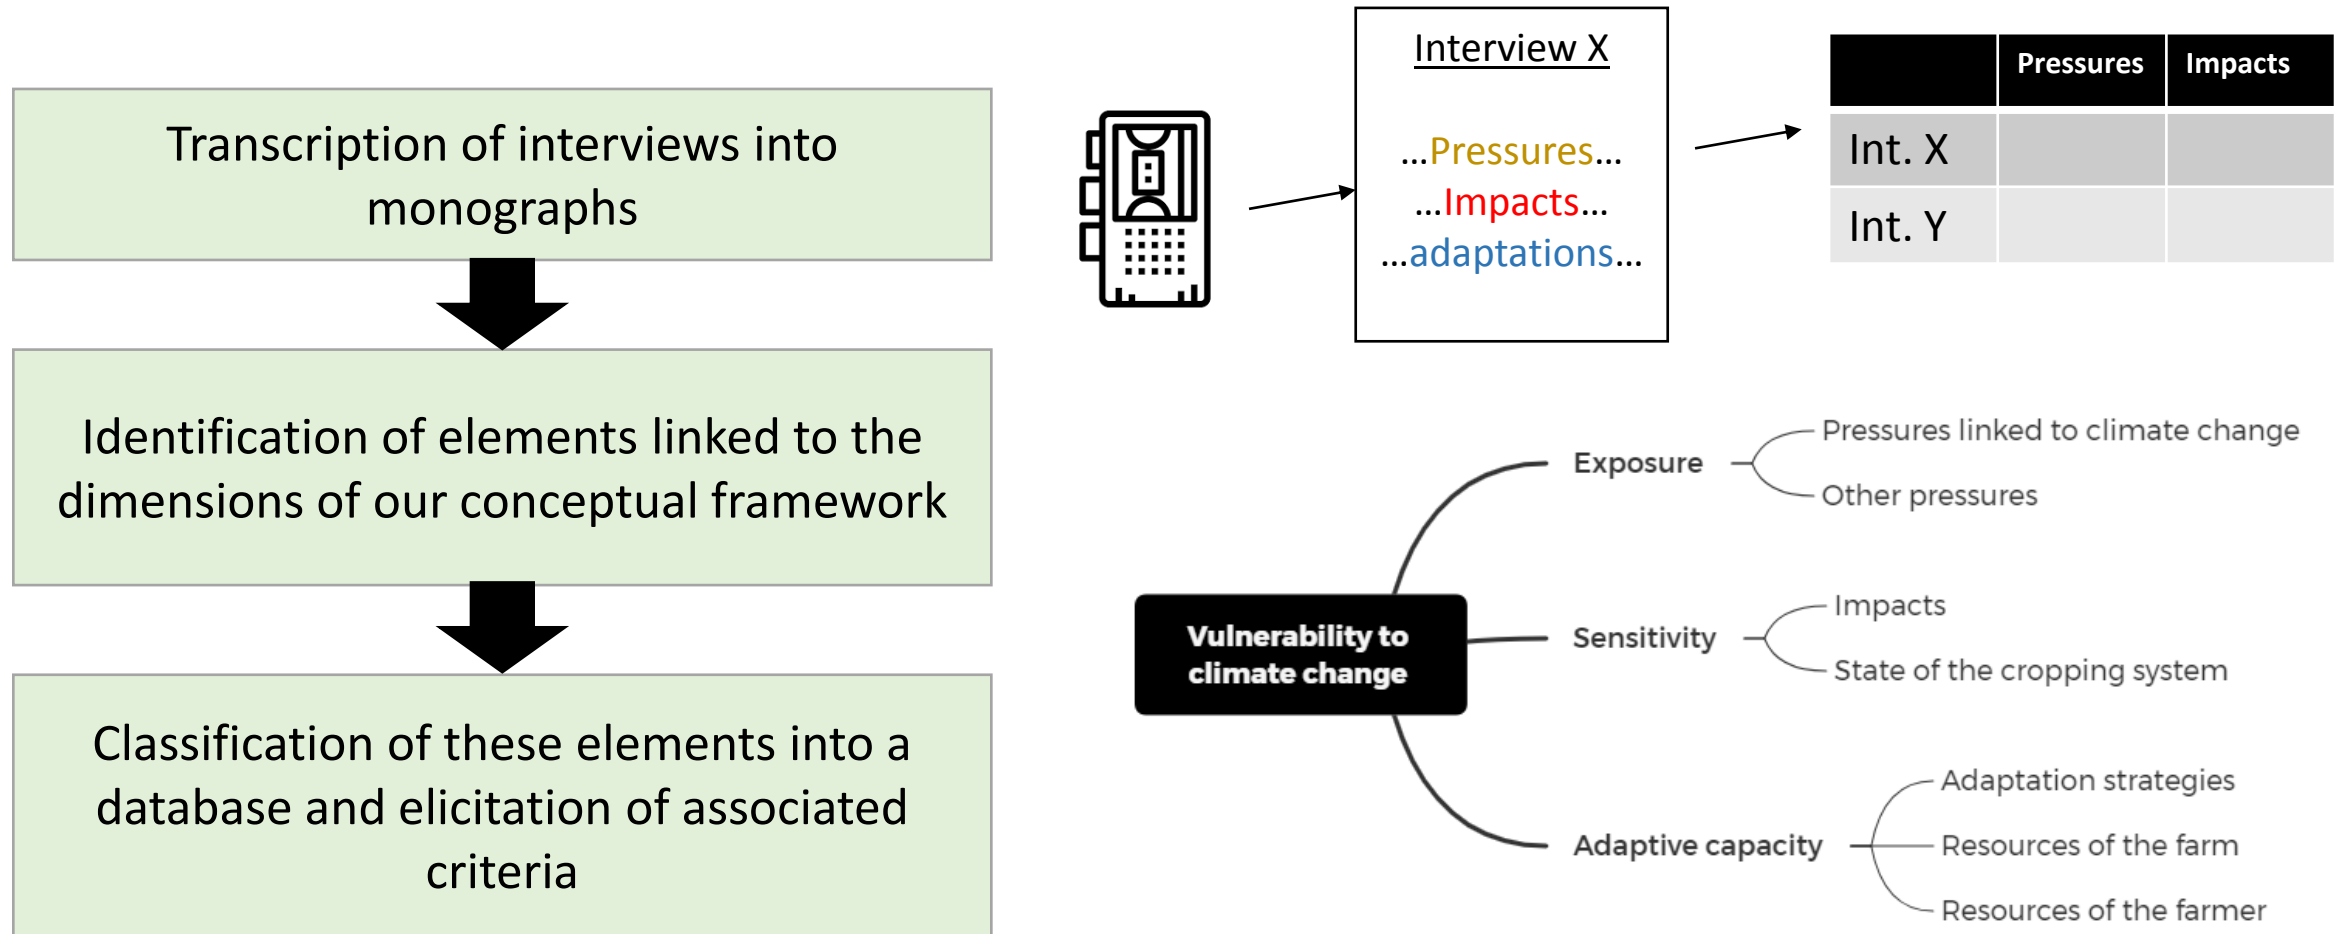 Transcription of interviews into
monographs
Identification of elements linked to the
dimensions of our conceptual framework
Classification of these elements into a
database and elicitation of associated
criteria
Interview X
...Pressures...
...Impacts...
...adaptations...
Pressures Impacts
Int. X
Int. Y
Vulnerability to
climate change
Exposure
Pressures linked to climate change
Other pressures
Sensitivity
Impacts
State of the cropping system
Adaptive capacity
Adaptation strategies
Resources of the farm
Resources of the farmer